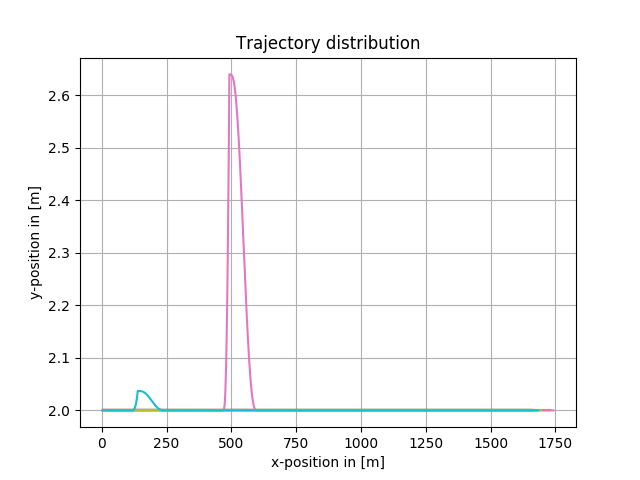 Trajectory distribution
2.6
2.5
2.4
2.3
2.2
2.1
2.0
y-position in [m]
0 250 500 750 1000 1250 1500 1750
x-position in [m]